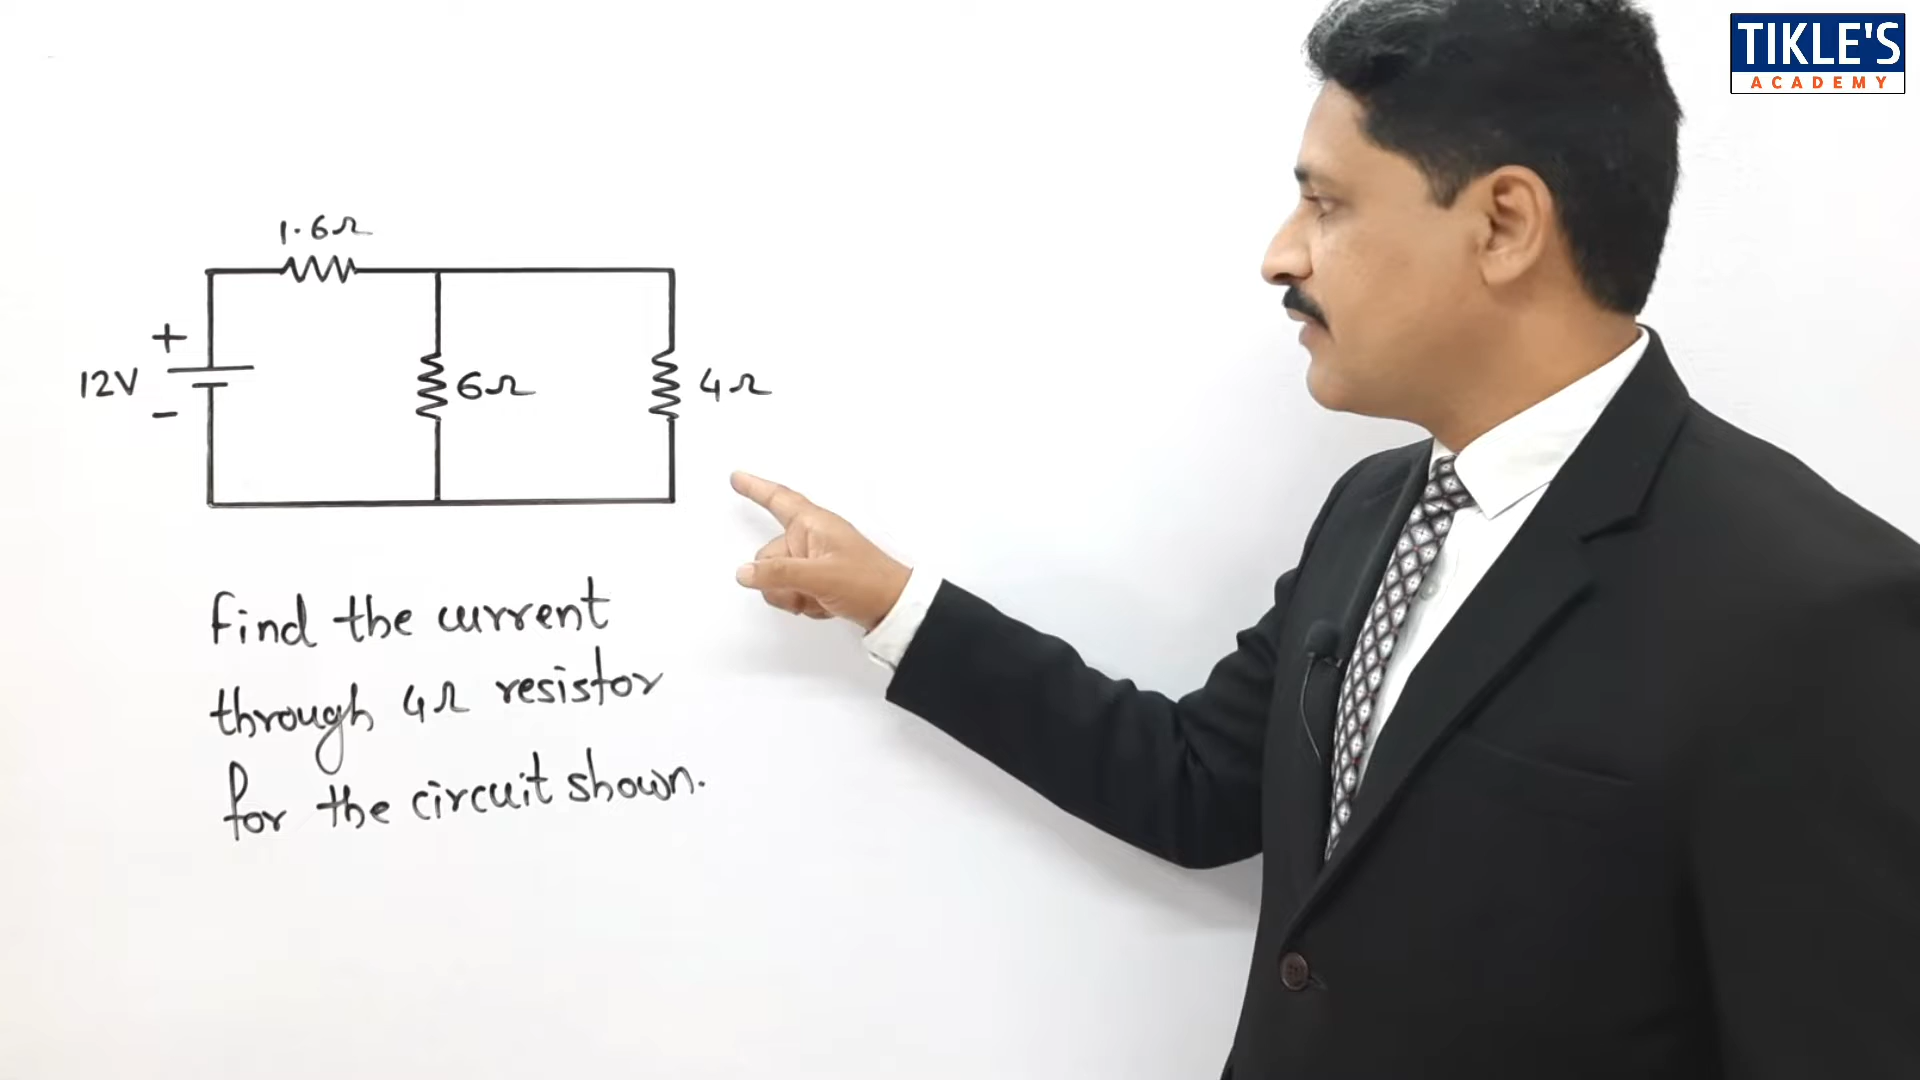 TIKLE'S
ACADEMY
1.6Ω
+
12V
-
6Ω
4Ω
Find the current
through 4Ω resistor
for the circuit shown.